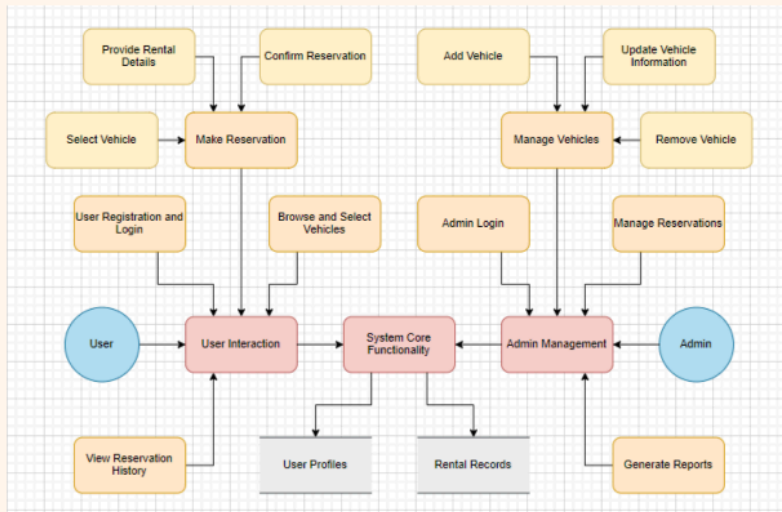 Provide Rental
Details
Confirm Reservation
Add Vehicle
Update Vehicle
Information
Select Vehicle
Make Reservation
Manage Vehicles
Remove Vehicle
User Registration and
Login
Browse and Select
Vehicles
Admin Login
Manage Reservations
User
User Interaction
System Core
Functionality
Admin Management
Admin
View Reservation
History
User Profiles
Rental Records
Generate Reports